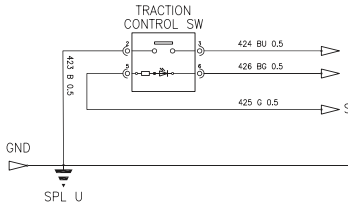 TRACTION
CONTROL SW
2
3
424 BU 0.5
5
6
426 BG 0.5
423 B 0.5
425 G 0.5
S
GND
SPL U